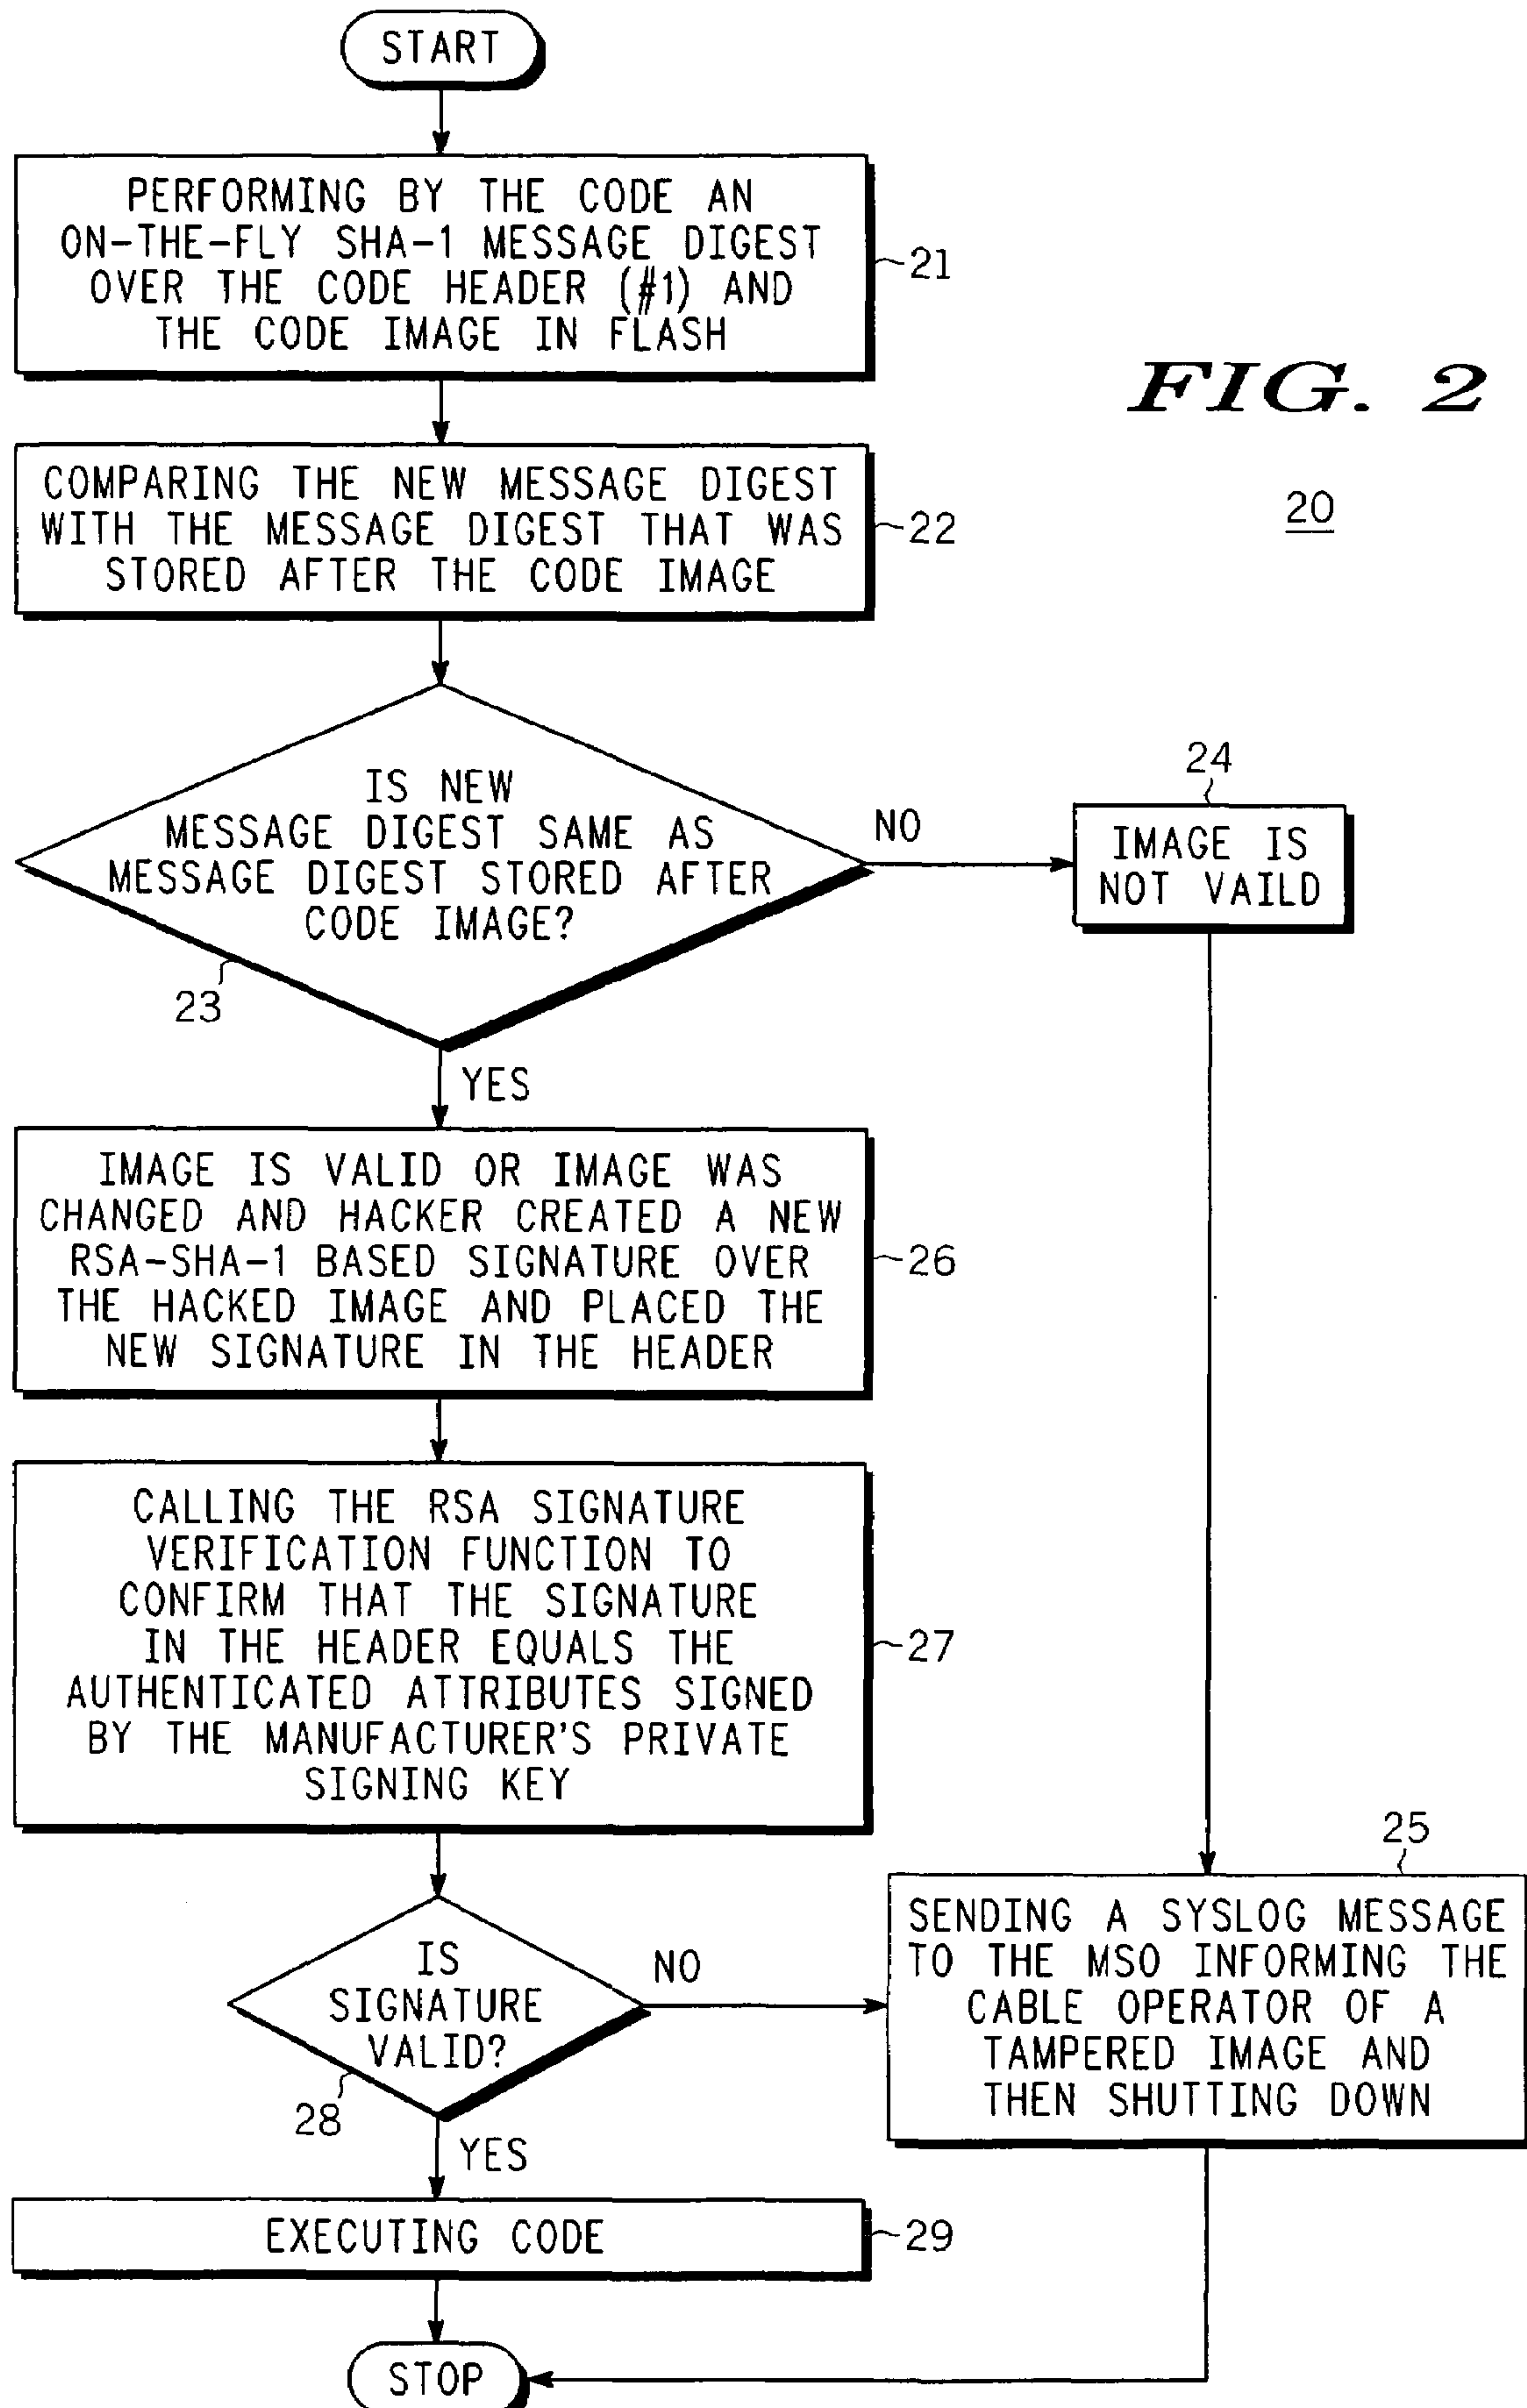 START
PERFORMING BY THE CODE AN
ON-THE-FLY SHA-1 MESSAGE DIGEST
OVER THE CODE HEADER (#1) AND
THE CODE IMAGE IN FLASH
21
FIG. 2
20
COMPARING THE NEW MESSAGE DIGEST
WITH THE MESSAGE DIGEST THAT WAS
STORED AFTER THE CODE IMAGE
22
IS NEW
MESSAGE DIGEST SAME AS
MESSAGE DIGEST STORED AFTER
CODE IMAGE?
23
NO
24
IMAGE IS
NOT VAILD
YES
IMAGE IS VALID OR IMAGE WAS
CHANGED AND HACKER CREATED A NEW
RSA-SHA-1 BASED SIGNATURE OVER
THE HACKED IMAGE AND PLACED THE
NEW SIGNATURE IN THE HEADER
26
CALLING THE RSA SIGNATURE
VERIFICATION FUNCTION TO
CONFIRM THAT THE SIGNATURE
IN THE HEADER EQUALS THE
AUTHENTICATED ATTRIBUTES SIGNED
BY THE MANUFACTURER'S PRIVATE
SIGNING KEY
27
IS
SIGNATURE
VALID?
28
NO
25
SENDING A SYSLOG MESSAGE
TO THE MSO INFORMING THE
CABLE OPERATOR OF A
TAMPERED IMAGE AND
THEN SHUTTING DOWN
YES
EXECUTING CODE
29
STOP